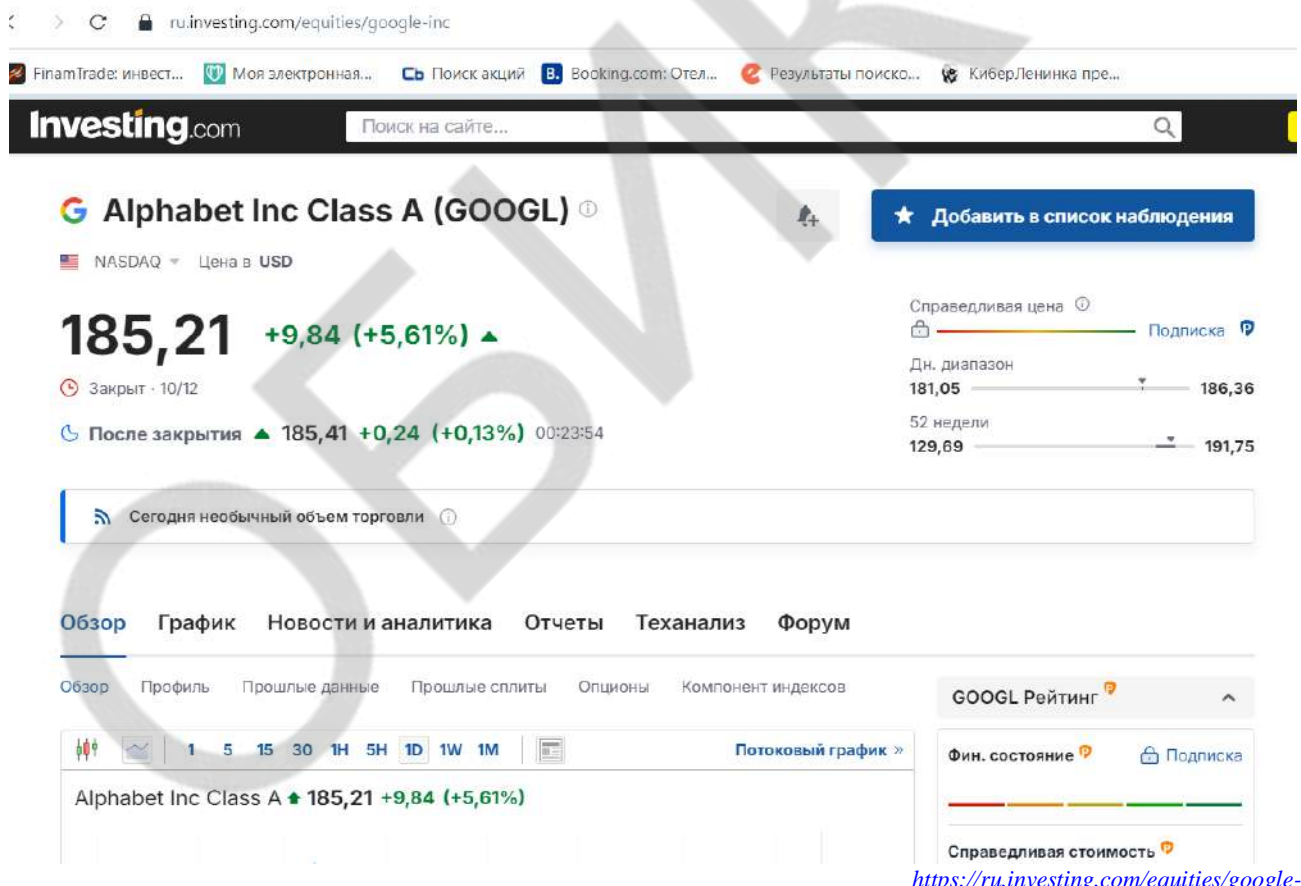 ru.investing.com/equities/google-inc
FinamTrade: инвест... Моя электронная... Сь Поиск акций B. Booking.com: Отел... Результаты поиско... КиберЛенинка пре...
Investing.com Поиск на сайте...
Alphabet Inc Class A (GOOGL)
Добавить в список наблюдения
NASDAQ Цена в USD
185,21 +9,84 (+5,61%)
Закрыт · 10/12
После закрытия 185,41 +0,24 (+0,13%) 00:23:54
Справедливая цена
Подписка
Дн. диапазон
181,05 186,36
52 недели
129,69 191,75
Сегодня необычный объем торговли
Обзор График Новости и аналитика Отчеты Теханализ Форум
Обзор Профиль Прошлые данные Прошлые сплиты Опционы Компонент индексов
1 5 15 30 1H 5H 1D 1W 1M Потоковый график »
Alphabet Inc Class A 185,21 +9,84 (+5,61%)
GOOGL Рейтинг
Фин. состояние Подписка
Справедливая стоимость
https://ru.investing.com/equities/google-
ОБИК